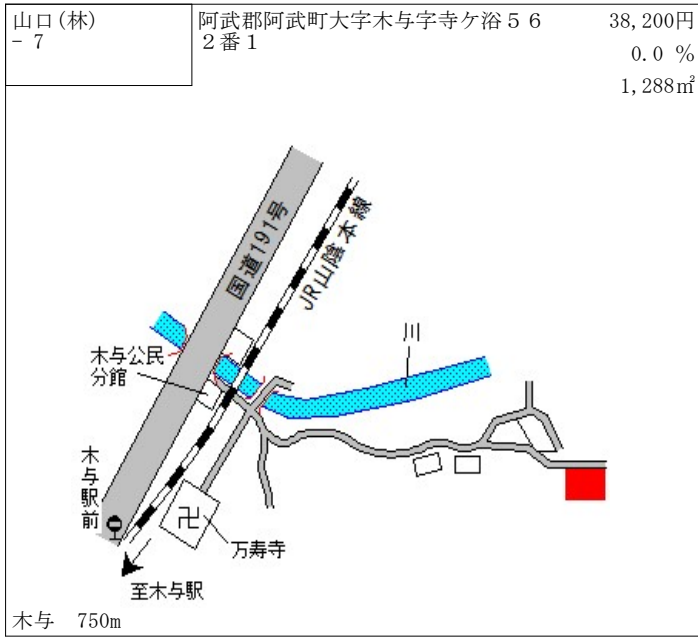 山口(林)
－7
阿武郡阿武町大字木与字寺ケ浴５６
２番１
38,200円
0.0 %
1,288㎡
国道191号
JR山陰本線
川
木与公民
分館
木与駅前
卍
万寿寺
至木与駅
木与 750m